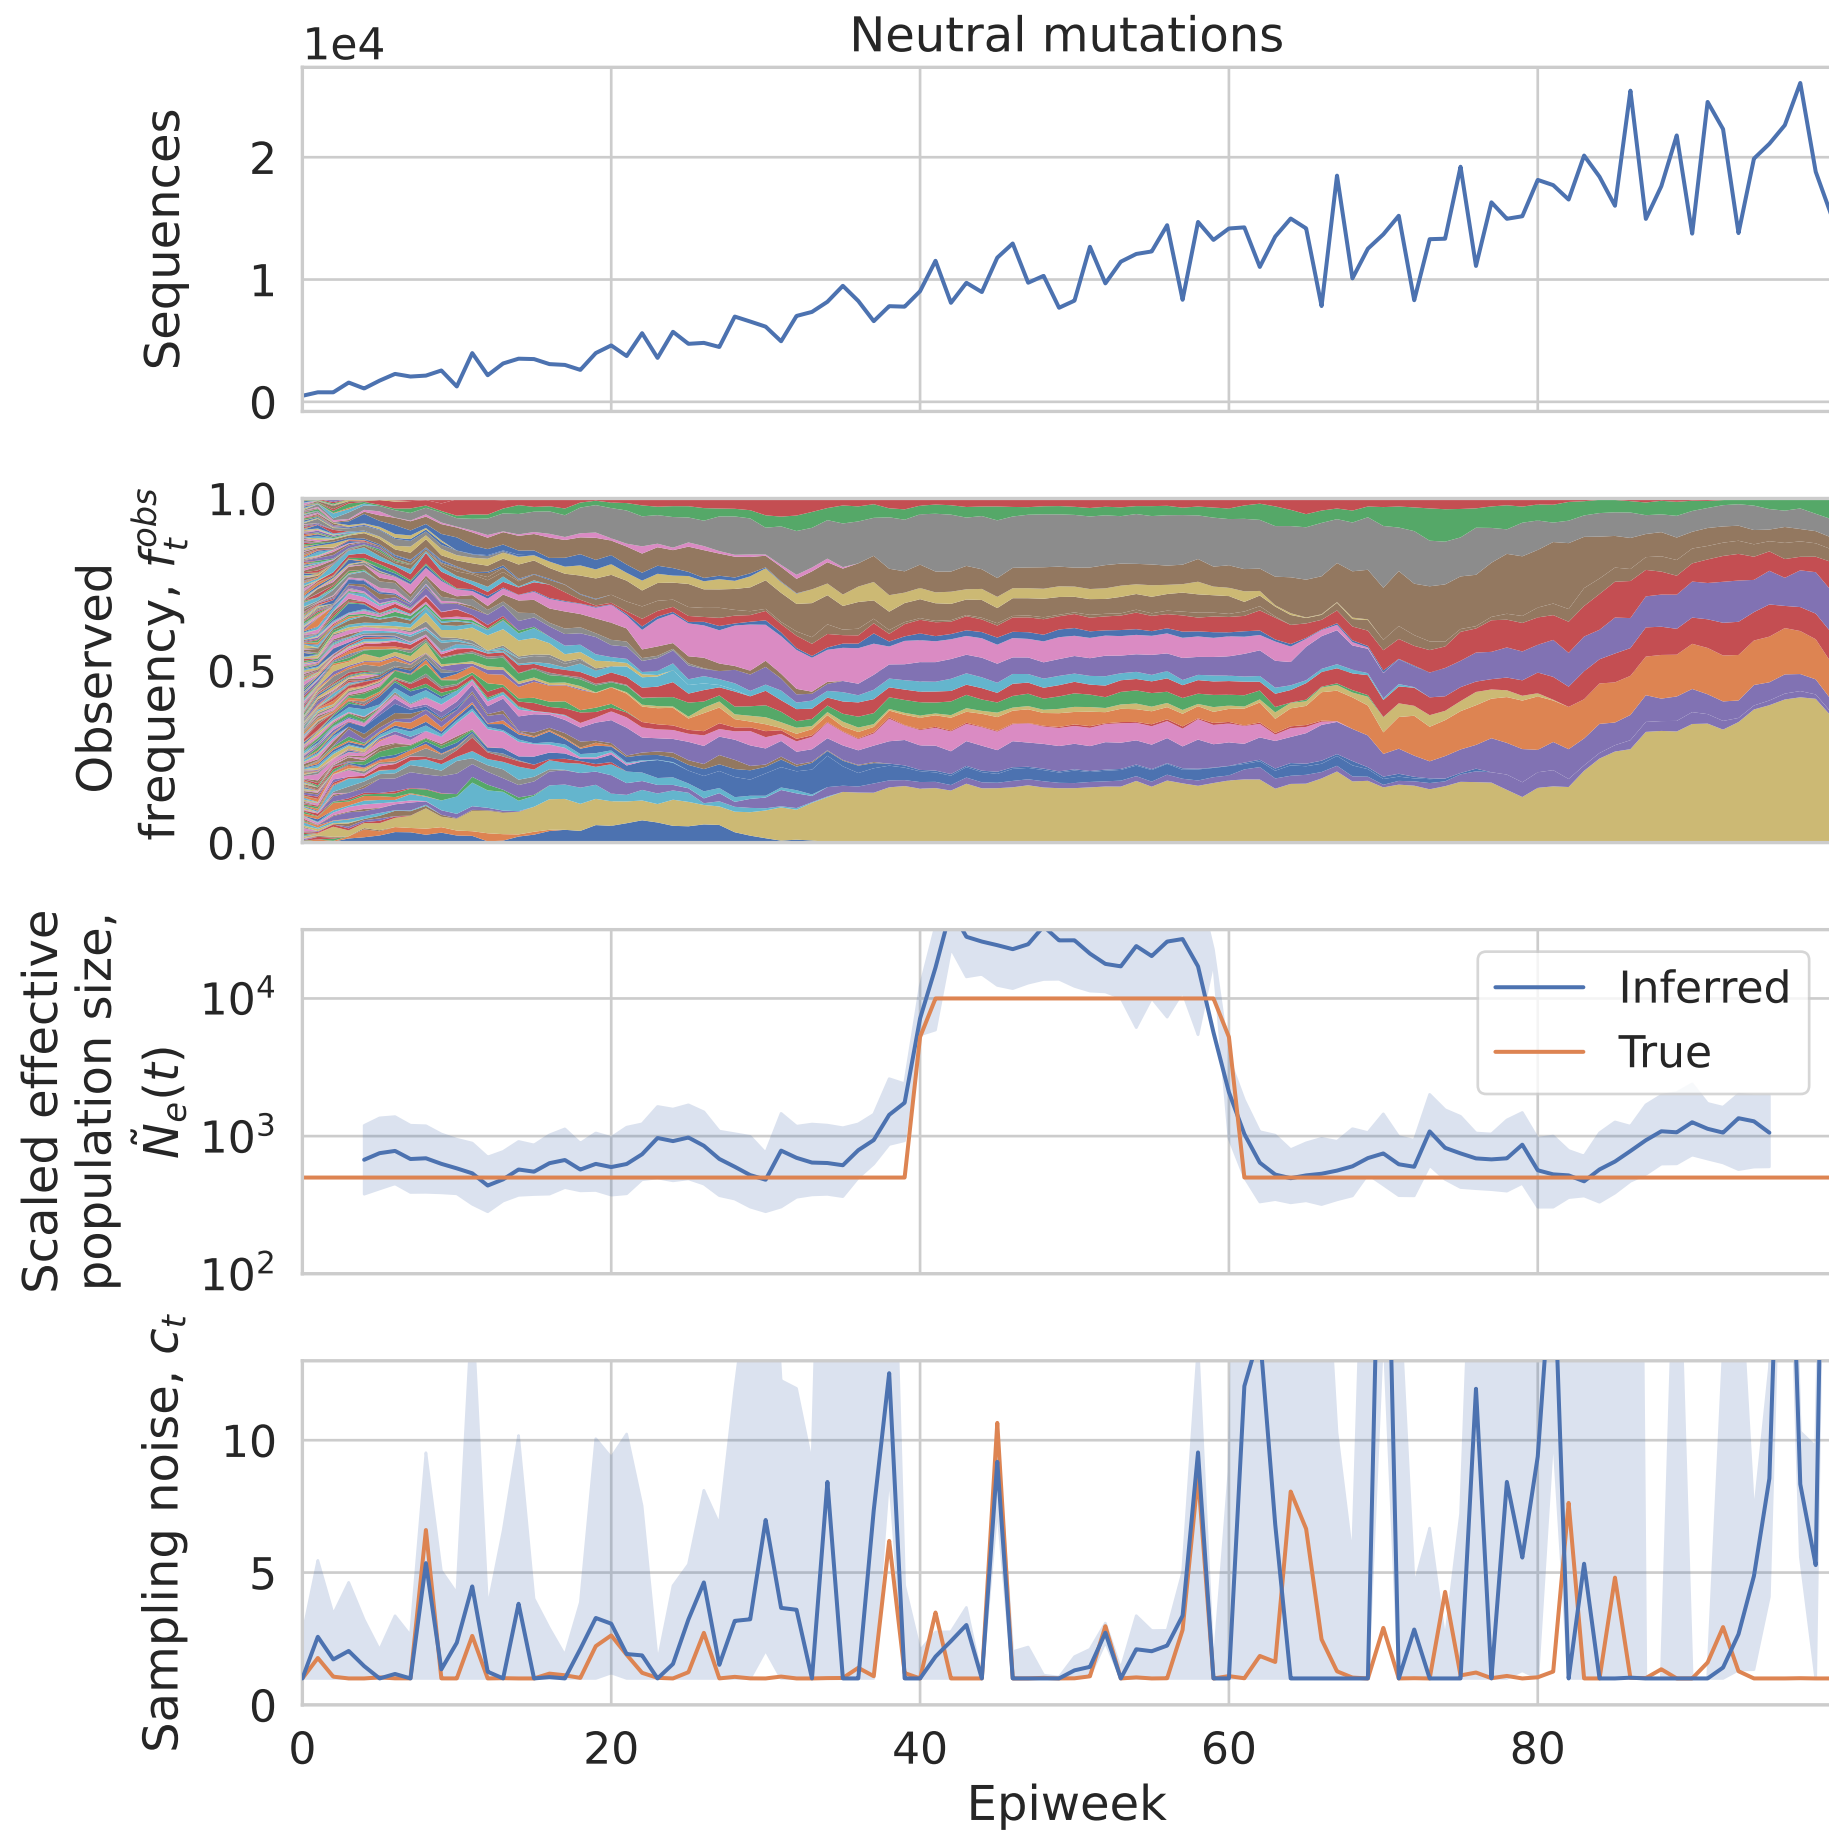 Neutral mutations
1e4
Sequences
2
1
0
Observed
frequency, f_t^obs
1.0
0.5
0.0
Scaled effective
population size,
Ñ_e(t)
10^4
10^3
10^2
Inferred
True
Sampling noise, c_t
10
5
0
0 20 40 60 80
Epiweek